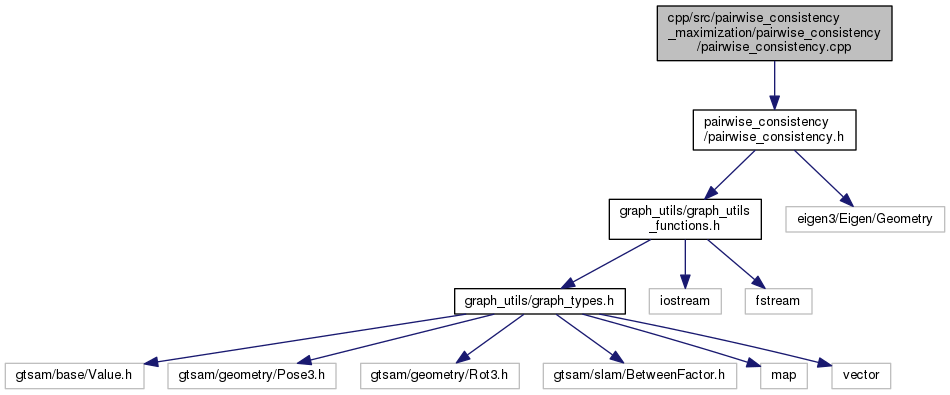 cpp/src/pairwise_consistency
_maximization/pairwise_consistency
/pairwise_consistency.cpp
pairwise_consistency
/pairwise_consistency.h
graph_utils/graph_utils
_functions.h
eigen3/Eigen/Geometry
graph_utils/graph_types.h
iostream
fstream
gtsam/base/Value.h
gtsam/geometry/Pose3.h
gtsam/geometry/Rot3.h
gtsam/slam/BetweenFactor.h
map
vector